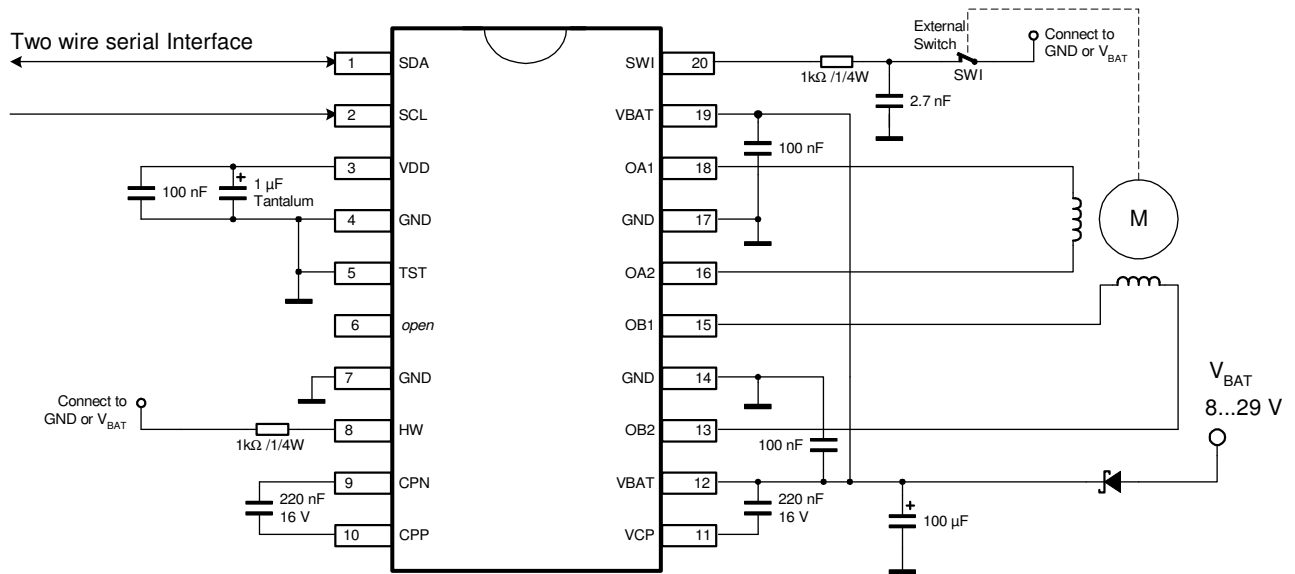 Two wire serial Interface
1 SDA
2 SCL
3 VDD
100 nF
1 µF
Tantalum
+
4 GND
5 TST
6 open
7 GND
Connect to
GND or VBAT
1kΩ /1/4W
8 HW
9 CPN
220 nF
16 V
10 CPP
SWI 20
1kΩ /1/4W
2.7 nF
External
Switch
SWI
Connect to
GND or VBAT
VBAT 19
100 nF
OA1 18
GND 17
M
OA2 16
OB1 15
GND 14
100 nF
OB2 13
VBAT
8...29 V
VBAT 12
220 nF
16 V
+
100 µF
VCP 11